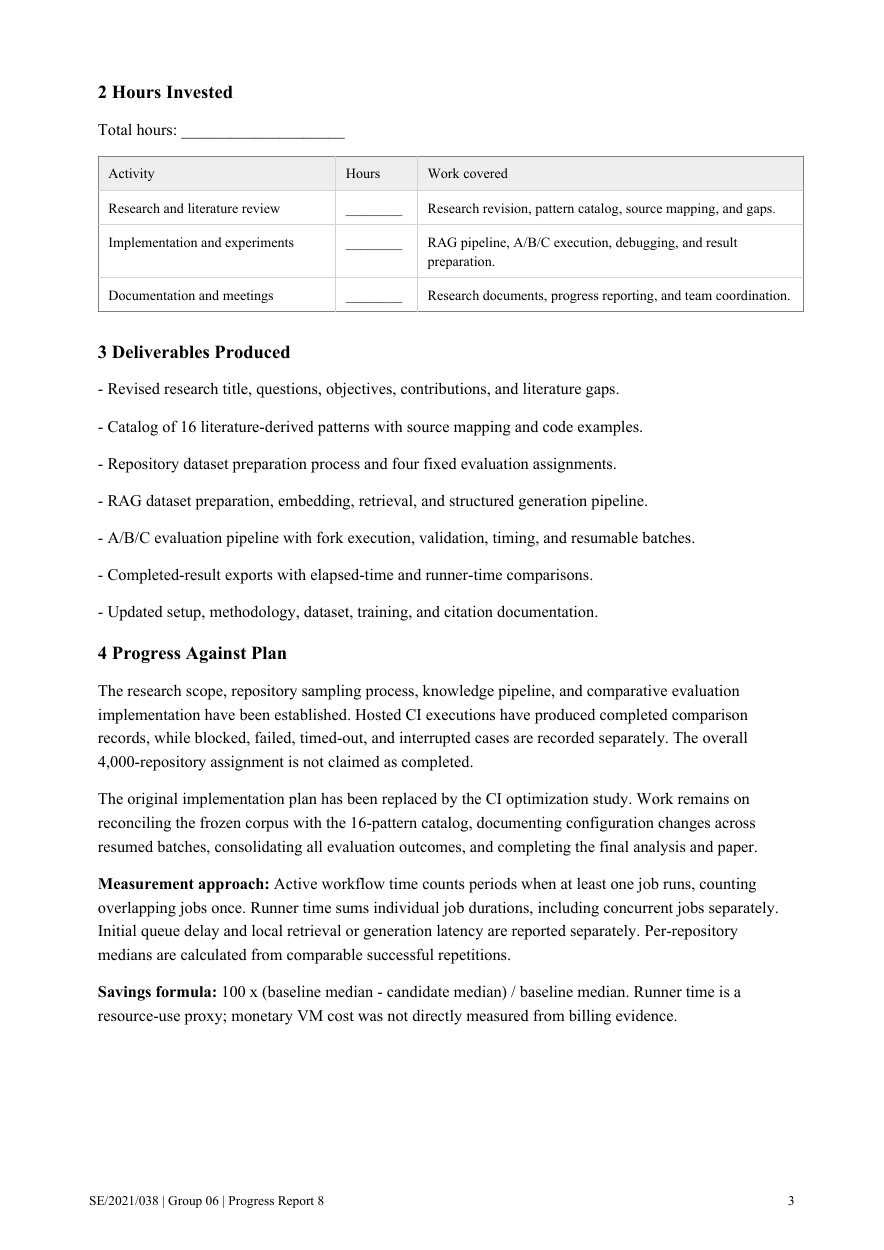 2 Hours Invested
Total hours: ____________________
Activity Hours Work covered
Research and literature review ________ Research revision, pattern catalog, source mapping, and gaps.
Implementation and experiments ________ RAG pipeline, A/B/C execution, debugging, and result
preparation.
Documentation and meetings ________ Research documents, progress reporting, and team coordination.
3 Deliverables Produced
- Revised research title, questions, objectives, contributions, and literature gaps.
- Catalog of 16 literature-derived patterns with source mapping and code examples.
- Repository dataset preparation process and four fixed evaluation assignments.
- RAG dataset preparation, embedding, retrieval, and structured generation pipeline.
- A/B/C evaluation pipeline with fork execution, validation, timing, and resumable batches.
- Completed-result exports with elapsed-time and runner-time comparisons.
- Updated setup, methodology, dataset, training, and citation documentation.
4 Progress Against Plan
The research scope, repository sampling process, knowledge pipeline, and comparative evaluation
implementation have been established. Hosted CI executions have produced completed comparison
records, while blocked, failed, timed-out, and interrupted cases are recorded separately. The overall
4,000-repository assignment is not claimed as completed.
The original implementation plan has been replaced by the CI optimization study. Work remains on
reconciling the frozen corpus with the 16-pattern catalog, documenting configuration changes across
resumed batches, consolidating all evaluation outcomes, and completing the final analysis and paper.
Measurement approach: Active workflow time counts periods when at least one job runs, counting
overlapping jobs once. Runner time sums individual job durations, including concurrent jobs separately.
Initial queue delay and local retrieval or generation latency are reported separately. Per-repository
medians are calculated from comparable successful repetitions.
Savings formula: 100 x (baseline median - candidate median) / baseline median. Runner time is a
resource-use proxy; monetary VM cost was not directly measured from billing evidence.
SE/2021/038 | Group 06 | Progress Report 8 3